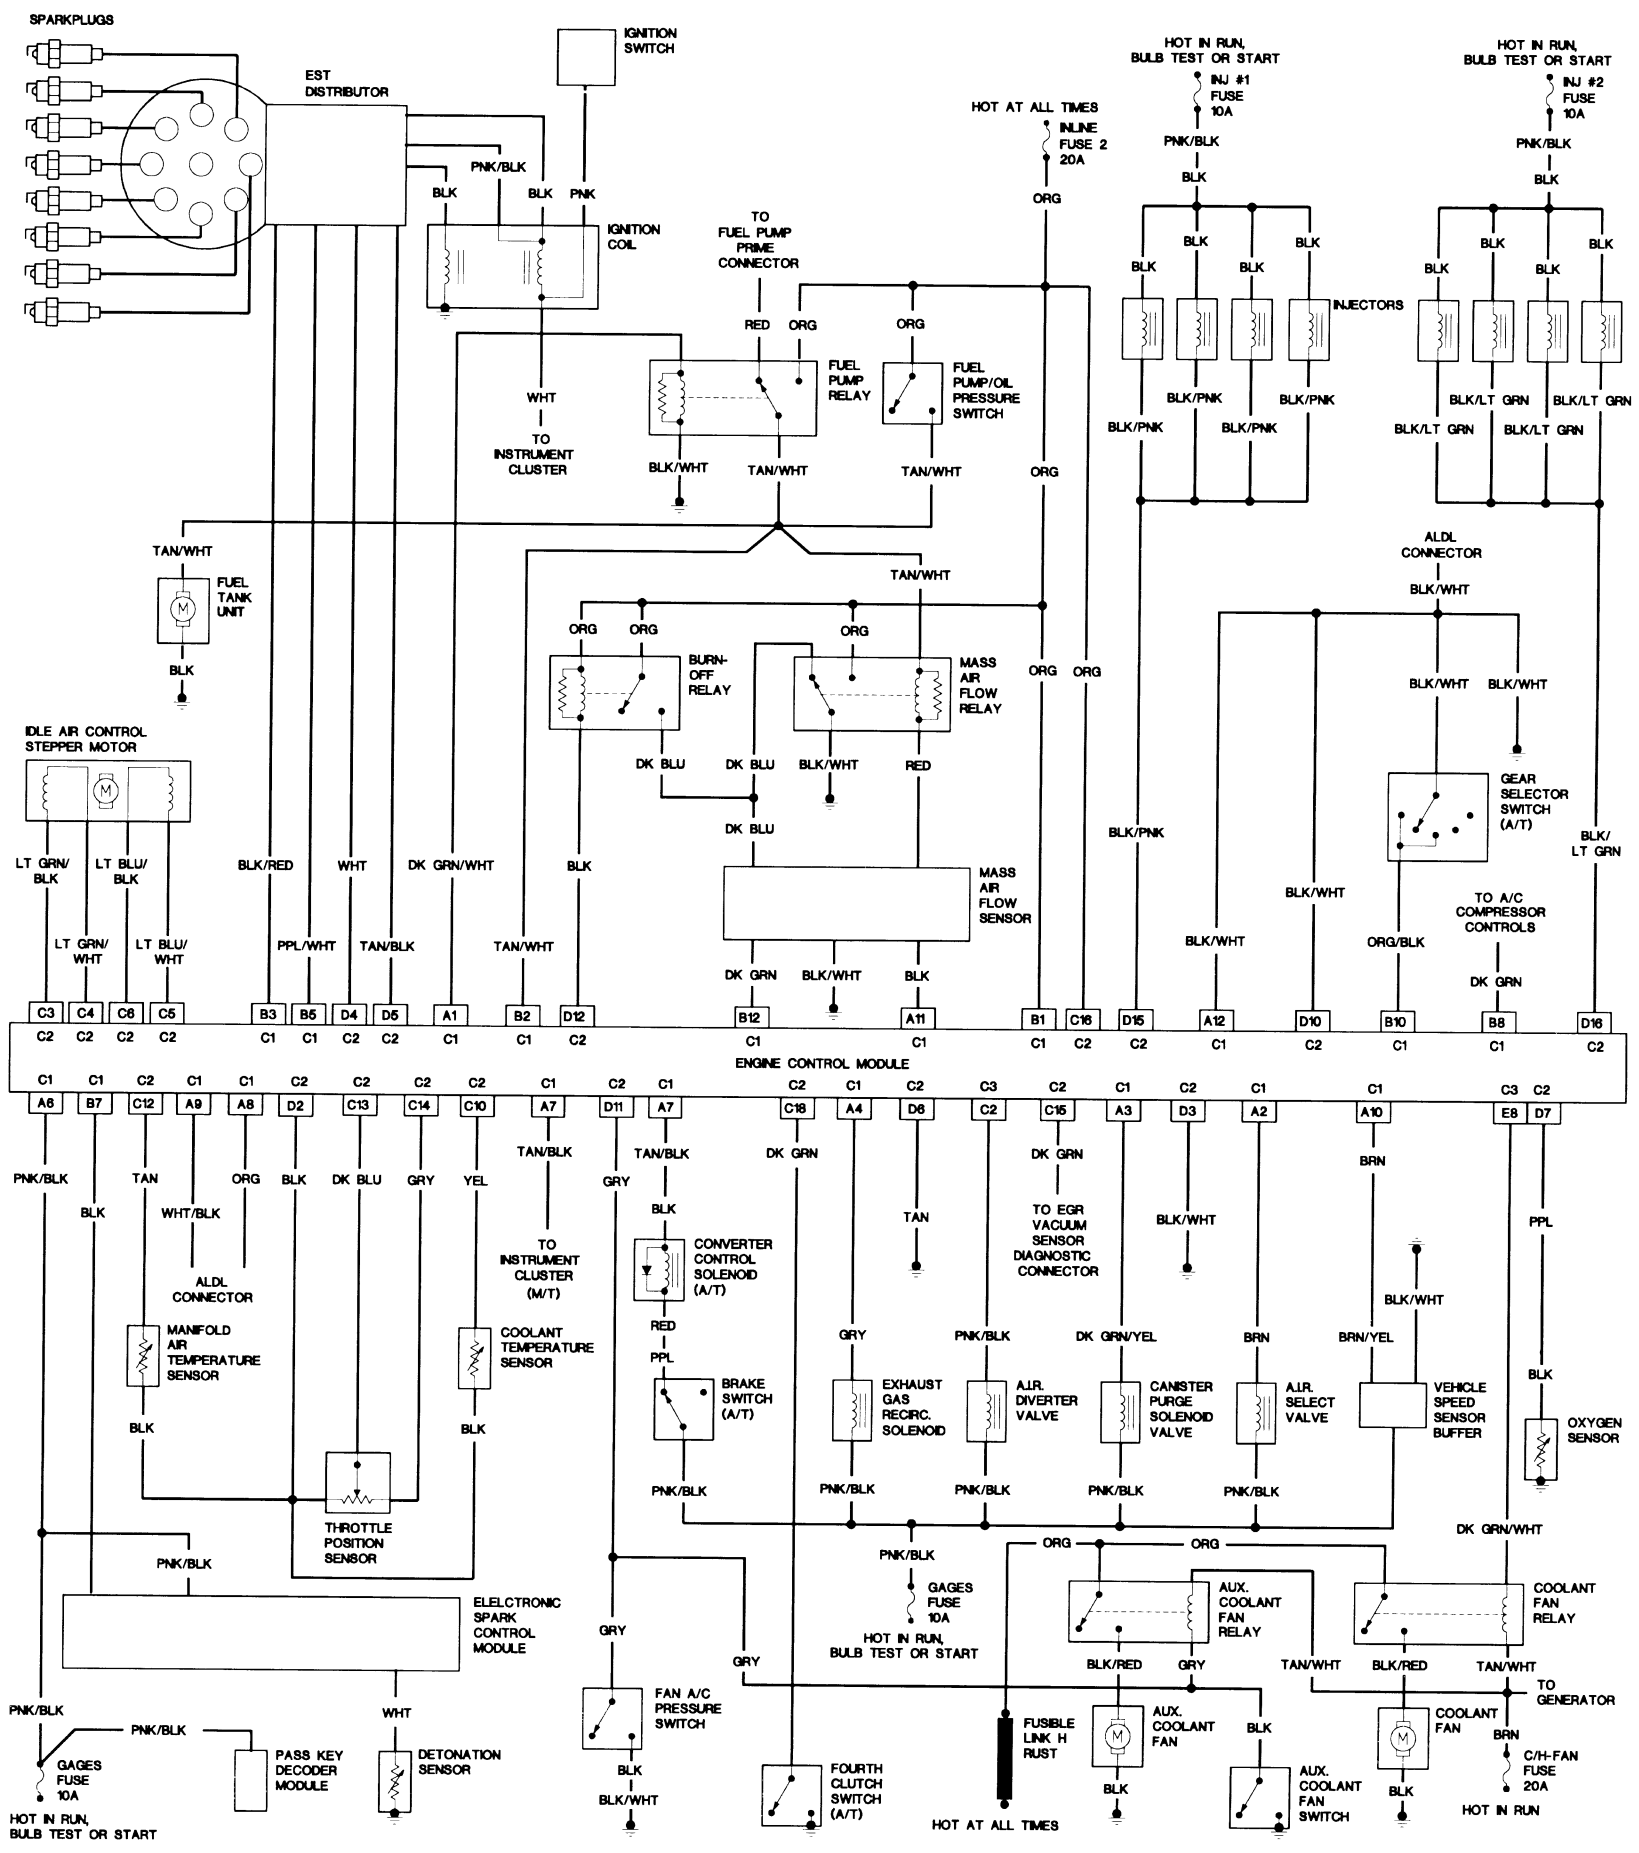 SPARKPLUGS
EST
DISTRIBUTOR
IGNITION
SWITCH
HOT IN RUN,
BULB TEST OR START
INJ #1
FUSE
10A
HOT IN RUN,
BULB TEST OR START
INJ #2
FUSE
10A
HOT AT ALL TIMES
INLINE
FUSE 2
20A
PNK/BLK
PNK/BLK
BLK
PNK/BLK
BLK
PNK
BLK
BLK
ORG
IGNITION
COIL
TO
FUEL PUMP
PRIME
CONNECTOR
BLK
BLK
BLK
BLK
BLK
BLK
BLK
BLK
INJECTORS
RED
ORG
ORG
FUEL
PUMP
RELAY
FUEL
PUMP/OIL
PRESSURE
SWITCH
WHT
TO
INSTRUMENT
CLUSTER
BLK/PNK
BLK/PNK
BLK/PNK
BLK/PNK
BLK/LT GRN
BLK/LT GRN
BLK/LT GRN
BLK/LT GRN
BLK/WHT
TAN/WHT
TAN/WHT
ORG
TAN/WHT
FUEL
TANK
UNIT
M
BLK
TAN/WHT
ALDL
CONNECTOR
BLK/WHT
ORG
ORG
ORG
BURN-
OFF
RELAY
MASS
AIR
FLOW
RELAY
ORG
ORG
BLK/WHT
BLK/WHT
IDLE AIR CONTROL
STEPPER MOTOR
M
DK BLU
DK BLU
BLK/WHT
RED
GEAR
SELECTOR
SWITCH
(A/T)
DK BLU
BLK/PNK
BLK/
LT GRN
LT GRN/
BLK
LT BLU/
BLK
BLK/RED
WHT
DK GRN/WHT
BLK
MASS
AIR
FLOW
SENSOR
BLK/WHT
TO A/C
COMPRESSOR
CONTROLS
LT GRN/
WHT
LT BLU/
WHT
PPL/WHT
TAN/BLK
TAN/WHT
BLK/WHT
ORG/BLK
DK GRN
BLK/WHT
BLK
DK GRN
C3 C4 C6 C5 B3 B5 D4 D5 A1 B2 D12 B12 A11 B1 C16 D15 A12 D10 B10 B8 D16
C2 C2 C2 C2 C1 C1 C2 C2 C1 C1 C2 C1 C1 C1 C2 C2 C1 C2 C1 C1 C2
ENGINE CONTROL MODULE
C1 C1 C2 C1 C1 C2 C2 C2 C2 C1 C2 C1 C2 C1 C2 C3 C2 C1 C2 C1 C1 C3 C2
A6 B7 C12 A9 A8 D2 C13 C14 C10 A7 D11 A7 C18 A4 D6 C2 C15 A3 D3 A2 A10 E8 D7
TAN/BLK
TAN/BLK
DK GRN
DK GRN
BRN
PNK/BLK
TAN
ORG
BLK
DK BLU
GRY
YEL
GRY
BLK
WHT/BLK
BLK
TAN
BLK/WHT
PPL
TO
INSTRUMENT
CLUSTER
(M/T)
CONVERTER
CONTROL
SOLENOID
(A/T)
TO EGR
VACUUM
SENSOR
DIAGNOSTIC
CONNECTOR
ALDL
CONNECTOR
BLK/WHT
MANIFOLD
AIR
TEMPERATURE
SENSOR
COOLANT
TEMPERATURE
SENSOR
RED
PPL
GRY
PNK/BLK
DK GRN/YEL
BRN
BRN/YEL
BLK
BRAKE
SWITCH
(A/T)
EXHAUST
GAS
RECIRC.
SOLENOID
A.I.R.
DIVERTER
VALVE
CANISTER
PURGE
SOLENOID
VALVE
A.I.R.
SELECT
VALVE
VEHICLE
SPEED
SENSOR
BUFFER
OXYGEN
SENSOR
BLK
BLK
PNK/BLK
PNK/BLK
PNK/BLK
PNK/BLK
PNK/BLK
THROTTLE
POSITION
SENSOR
DK GRN/WHT
PNK/BLK
PNK/BLK
ORG
ORG
GAGES
FUSE
10A
HOT IN RUN,
BULB TEST OR START
AUX.
COOLANT
FAN
RELAY
COOLANT
FAN
RELAY
ELELCTRONIC
SPARK
CONTROL
MODULE
GRY
GRY
BLK/RED
GRY
TAN/WHT
BLK/RED
TAN/WHT
TO
GENERATOR
PNK/BLK
PNK/BLK
WHT
FAN A/C
PRESSURE
SWITCH
FUSIBLE
LINK H
RUST
M
AUX.
COOLANT
FAN
BLK
M
COOLANT
FAN
BRN
GAGES
FUSE
10A
PASS KEY
DECODER
MODULE
DETONATION
SENSOR
BLK
BLK/WHT
FOURTH
CLUTCH
SWITCH
(A/T)
BLK
AUX.
COOLANT
FAN
SWITCH
BLK
C/H-FAN
FUSE
20A
HOT IN RUN
HOT IN RUN,
BULB TEST OR START
HOT AT ALL TIMES